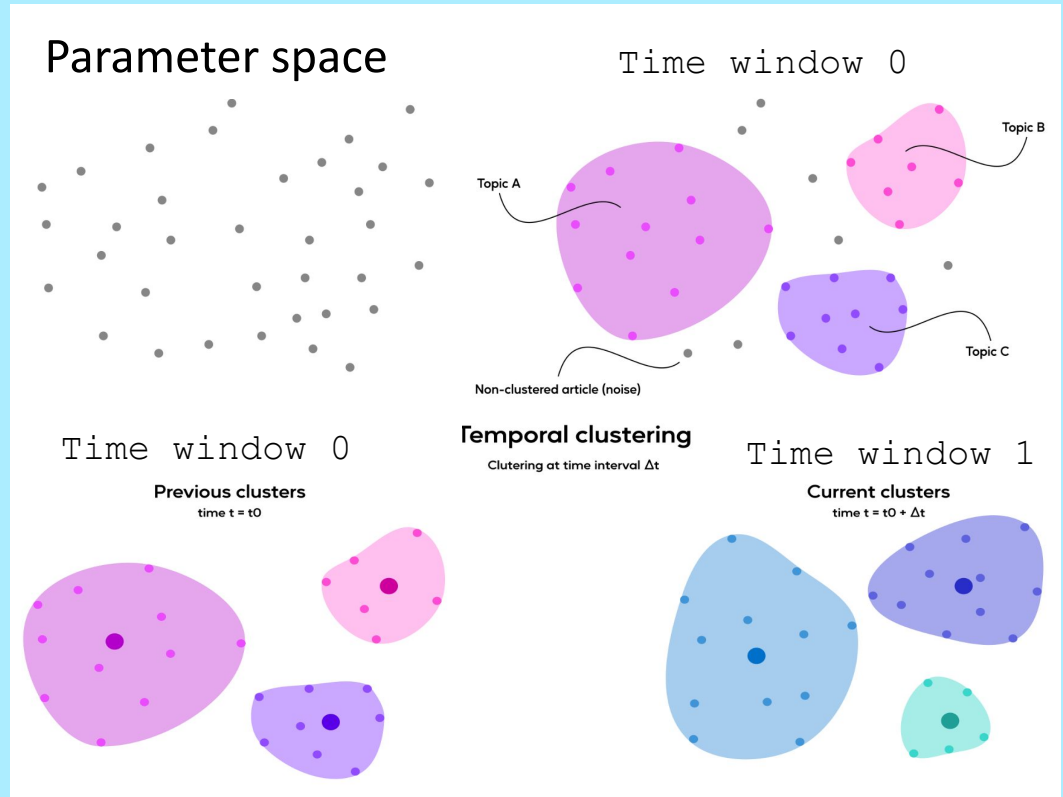 Parameter space
Time window 0
Topic B
Topic A
Topic C
Non-clustered article (noise)
Time window 0
Temporal clustering
Clutering at time interval Δt
Time window 1
Previous clusters
time t = t0
Current clusters
time t = t0 + Δt